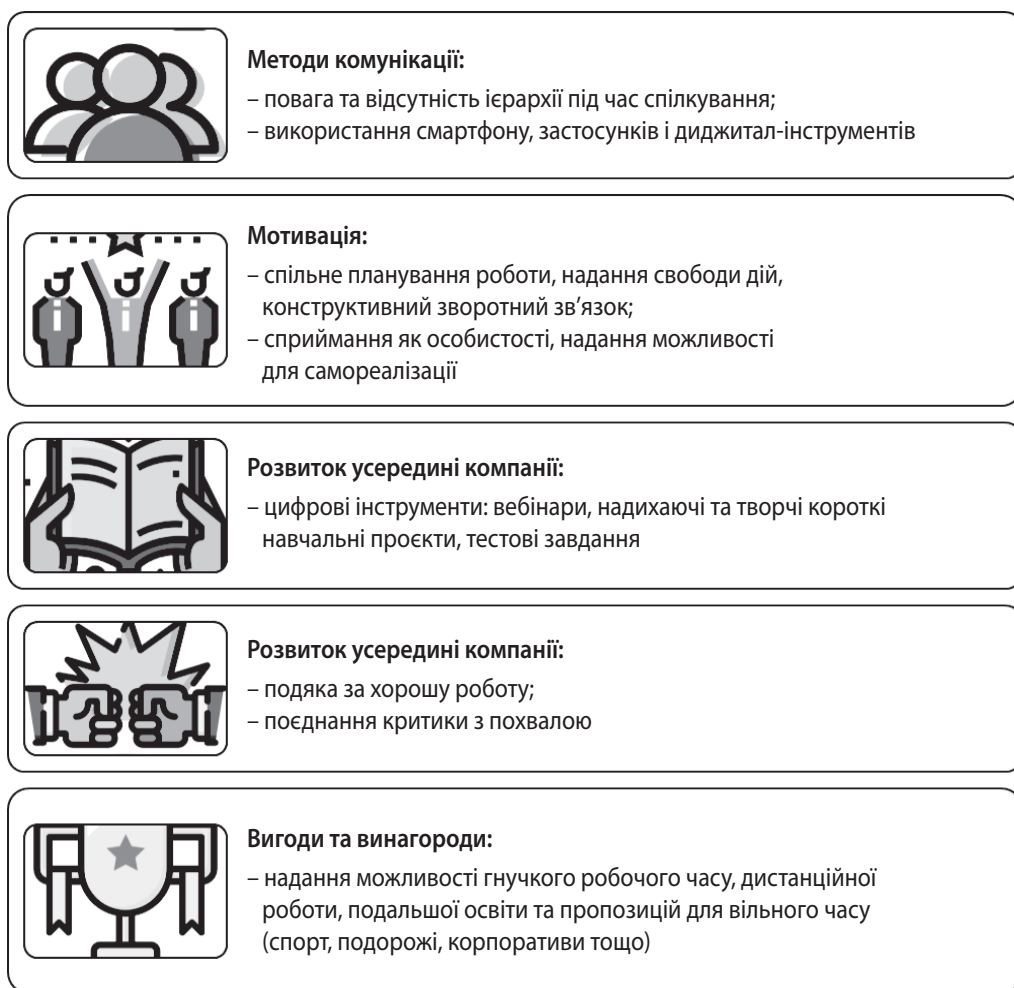 Методи комунікації:
– повага та відсутність ієрархії під час спілкування;
– використання смартфону, застосунків і диджитал-інструментів
Мотивація:
– спільне планування роботи, надання свободи дій,
конструктивний зворотний зв’язок;
– сприймання як особистості, надання можливості
для самореалізації
Розвиток усередині компанії:
– цифрові інструменти: вебінари, надихаючі та творчі короткі
навчальні проєкти, тестові завдання
Розвиток усередині компанії:
– подяка за хорошу роботу;
– поєднання критики з похвалою
Вигоди та винагороди:
– надання можливості гнучкого робочого часу, дистанційної
роботи, подальшої освіти та пропозицій для вільного часу
(спорт, подорожі, корпоративи тощо)